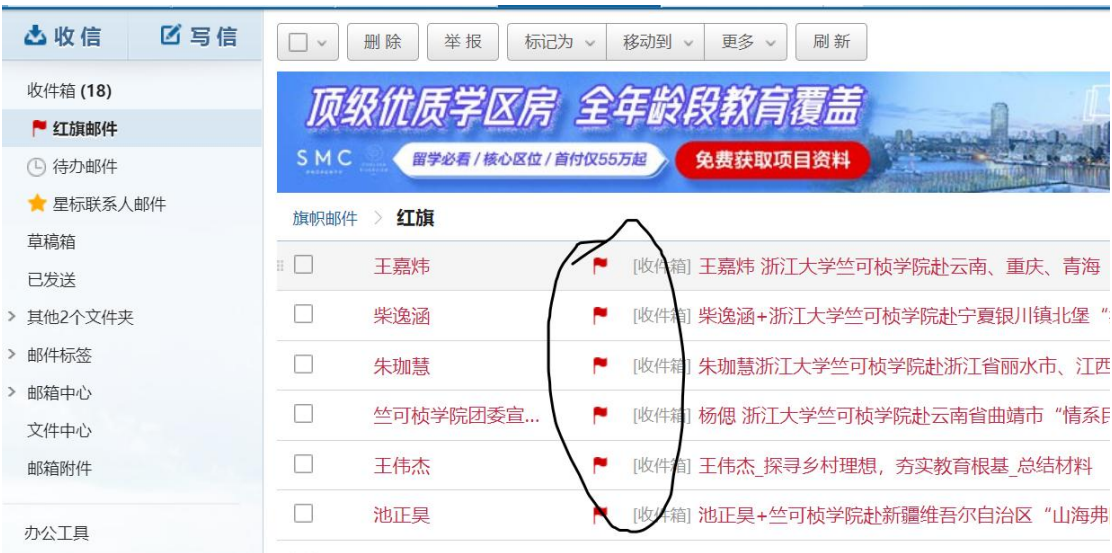 收信
写信
收件箱 (18)
红旗邮件
待办邮件
星标联系人邮件
草稿箱
已发送
其他2个文件夹
邮件标签
邮箱中心
文件中心
邮箱附件
办公工具
删 除
举 报
标记为
移动到
更多
刷 新
顶级优质学区房 全年龄段教育覆盖
SMC
留学必看 / 核心区位 / 首付仅55万起
免费获取项目资料
旗帜邮件 > 红旗
王嘉炜 [收件箱] 王嘉炜 浙江大学竺可桢学院赴云南、重庆、青海
柴逸涵 [收件箱] 柴逸涵+浙江大学竺可桢学院赴宁夏银川镇北堡“
朱珈慧 [收件箱] 朱珈慧浙江大学竺可桢学院赴浙江省丽水市、江西
竺可桢学院团委宣... [收件箱] 杨偲 浙江大学竺可桢学院赴云南省曲靖市“情系民
王伟杰 [收件箱] 王伟杰_探寻乡村理想，夯实教育根基_总结材料
池正昊 [收件箱] 池正昊+竺可桢学院赴新疆维吾尔自治区“山海弗